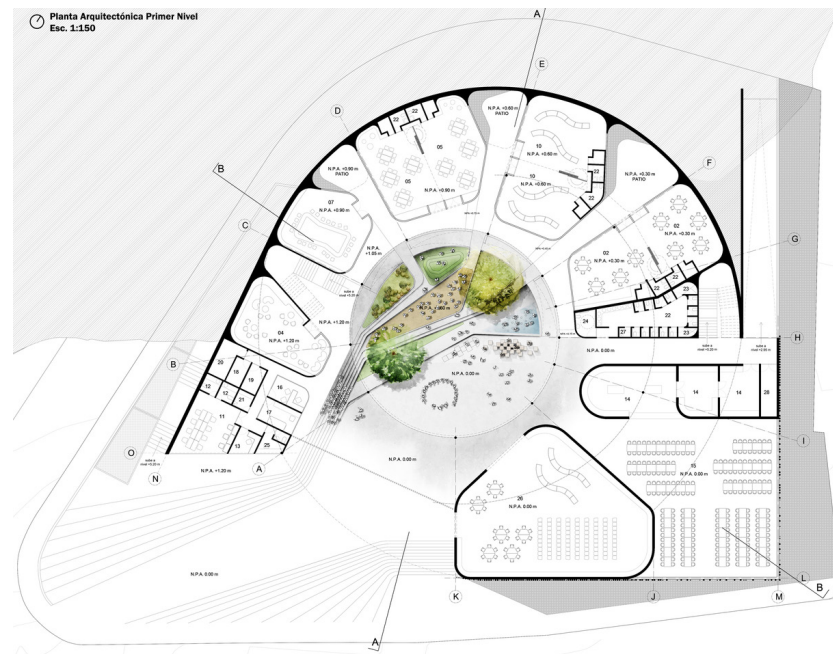 Planta Arquitectónica Primer Nivel
Esc. 1:150
A
E
D
N.P.A. +0.60 m
PATIO
22
22
05
10
N.P.A. +0.60 m
10
N.P.A. +0.60 m
22
22
22
22
F
N.P.A. +0.30 m
PATIO
N.P.A. +0.90 m
PATIO
05
N.P.A. +0.90 m
B
07
N.P.A. +0.90 m
C
N.P.A.
+1.05 m
02
N.P.A. +0.30 m
02
N.P.A. +0.30 m
G
22
22
22
23
24
27
23
04
N.P.A. +1.20 m
N.P.A. +1.20 m
N.P.A. 0.00 m
N.P.A. 0.00 m
H
B
20
18
19
16
12
12
21
11
17
13
25
14
14
14
28
I
O
N
A
N.P.A. +1.20 m
N.P.A. 0.00 m
15
N.P.A. 0.00 m
26
N.P.A. 0.00 m
N.P.A. 0.00 m
L
K
J
M
B
A